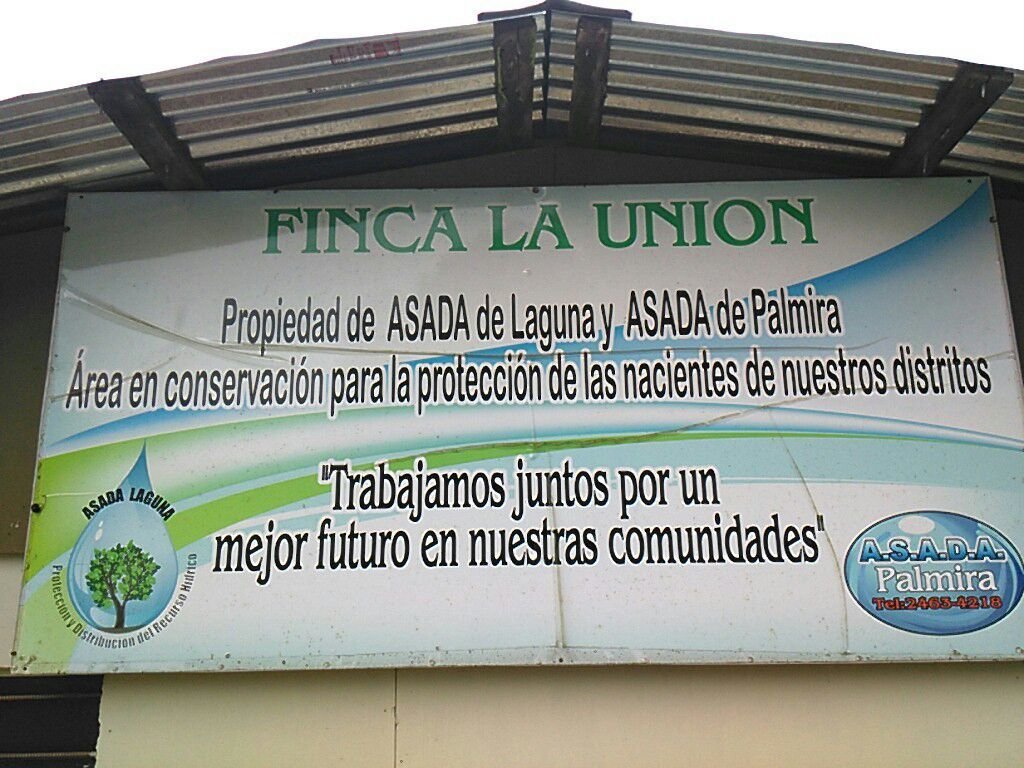 FINCA LA UNION
Propiedad de ASADA de Laguna y ASADA de Palmira
Área en conservación para la protección de las nacientes de nuestros distritos
"Trabajamos juntos por un
mejor futuro en nuestras comunidades"
ASADA LAGUNA
Protección y Distribución del Recurso Hídrico
A.S.A.D.A.
Palmira
Tel:2463-4218